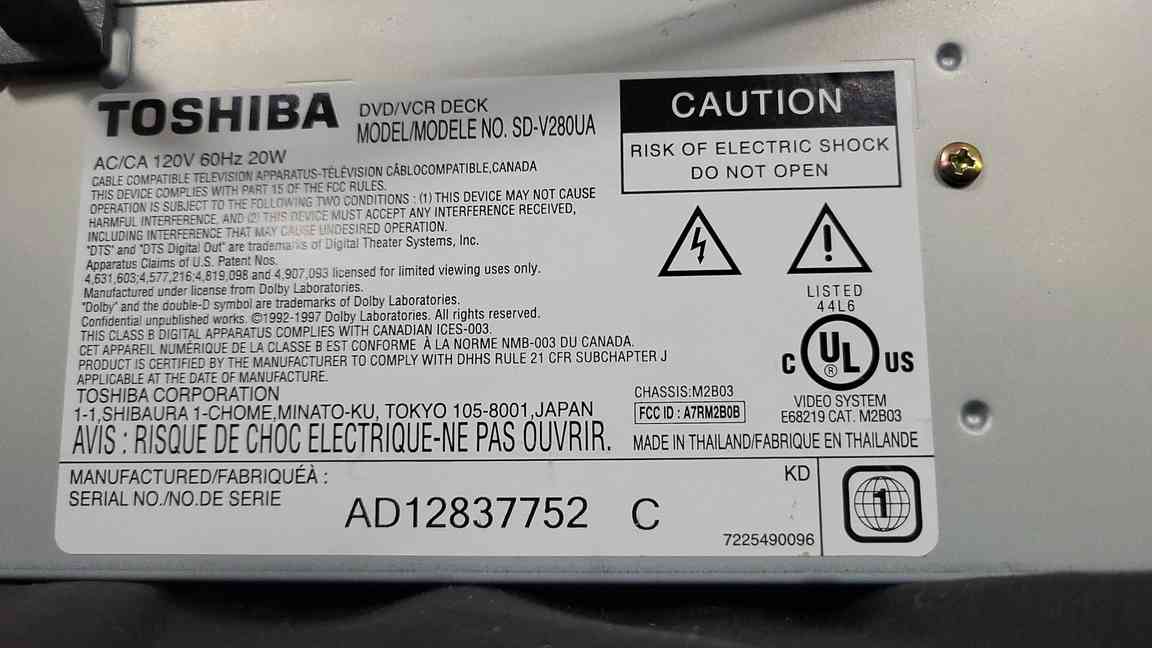 TOSHIBA
DVD/VCR DECK
MODEL/MODELE NO. SD-V280UA
AC/CA 120V 60Hz 20W
CABLE COMPATIBLE TELEVISION APPARATUS-TÉLÉVISION CÂBLOCOMPATIBLE,CANADA
THIS DEVICE COMPLIES WITH PART 15 OF THE FCC RULES.
OPERATION IS SUBJECT TO THE FOLLOWING TWO CONDITIONS : (1) THIS DEVICE MAY NOT CAUSE
HARMFUL INTERFERENCE, AND (2) THIS DEVICE MUST ACCEPT ANY INTERFERENCE RECEIVED,
INCLUDING INTERFERENCE THAT MAY CAUSE UNDESIRED OPERATION.
"DTS" and "DTS Digital Out" are trademarks of Digital Theater Systems, Inc.
Apparatus Claims of U.S. Patent Nos.
4,631,603;4,577,216;4,819,098 and 4,907,093 licensed for limited viewing uses only.
Manufactured under license from Dolby Laboratories.
"Dolby" and the double-D symbol are trademarks of Dolby Laboratories.
Confidential unpublished works. ©1992-1997 Dolby Laboratories. All rights reserved.
THIS CLASS B DIGITAL APPARATUS COMPLIES WITH CANADIAN ICES-003.
CET APPAREIL NUMÉRIQUE DE LA CLASSE B EST CONFORME À LA NORME NMB-003 DU CANADA.
PRODUCT IS CERTIFIED BY THE MANUFACTURER TO COMPLY WITH DHHS RULE 21 CFR SUBCHAPTER J
APPLICABLE AT THE DATE OF MANUFACTURE.
TOSHIBA CORPORATION
1-1,SHIBAURA 1-CHOME,MINATO-KU, TOKYO 105-8001,JAPAN
AVIS : RISQUE DE CHOC ELECTRIQUE-NE PAS OUVRIR.
CAUTION
RISK OF ELECTRIC SHOCK
DO NOT OPEN
LISTED
44L6
C UL® US
VIDEO SYSTEM
E68219 CAT. M2B03
CHASSIS:M2B03
FCC ID : A7RM2B0B
MADE IN THAILAND/FABRIQUE EN THAILANDE
MANUFACTURED/FABRIQUÉÀ :
SERIAL NO./NO.DE SERIE
AD12837752 C
KD
7225490096
1